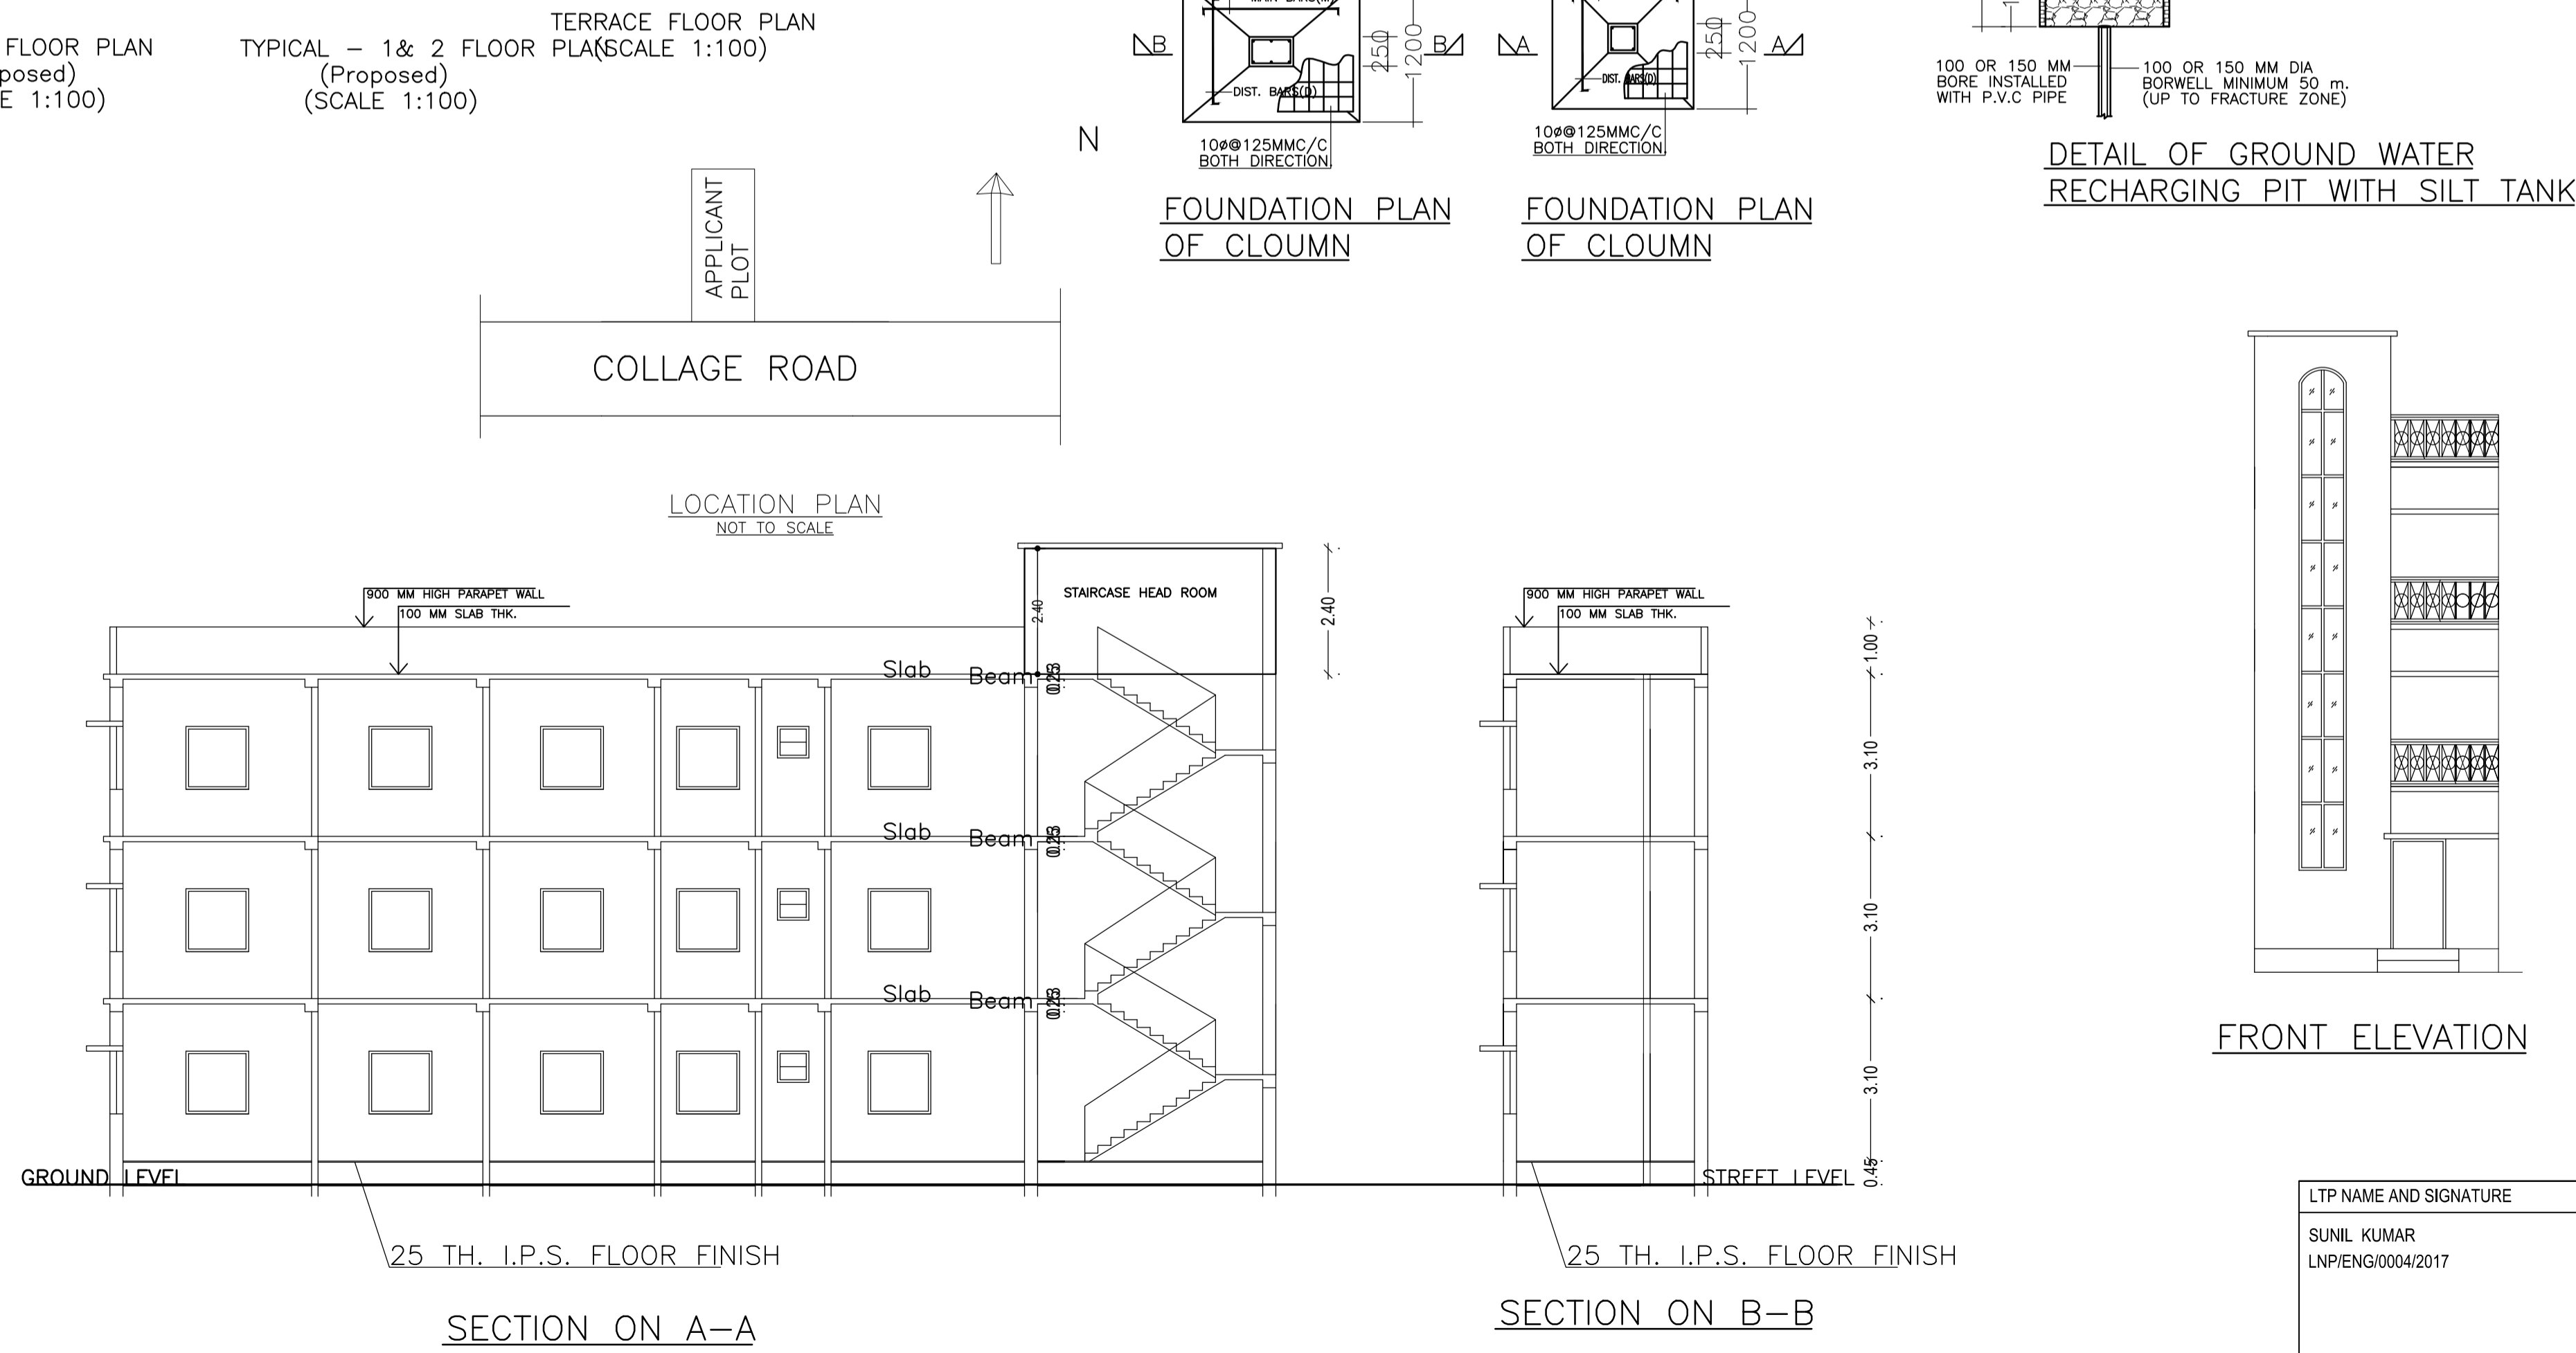 FLOOR PLAN
posed)
E 1:100)
TYPICAL - 1& 2 FLOOR PLAN
(Proposed)
(SCALE 1:100)
TERRACE FLOOR PLAN
(SCALE 1:100)
MAIN BARS(M)
B
B
250
1200
DIST. BARS(D)
10ø@125MMC/C
BOTH DIRECTION.
FOUNDATION PLAN
OF CLOUMN
A
A
250
1200
DIST. BARS(D)
10ø@125MMC/C
BOTH DIRECTION.
FOUNDATION PLAN
OF CLOUMN
100 OR 150 MM
BORE INSTALLED
WITH P.V.C PIPE
100 OR 150 MM DIA
BORWELL MINIMUM 50 m.
(UP TO FRACTURE ZONE)
DETAIL OF GROUND WATER
RECHARGING PIT WITH SILT TANK
N
APPLICANT
PLOT
COLLAGE ROAD
LOCATION PLAN
NOT TO SCALE
900 MM HIGH PARAPET WALL
100 MM SLAB THK.
STAIRCASE HEAD ROOM
2.40
2.40
Slab
Beam
Slab
Beam
Slab
Beam
GROUND LEVEL
25 TH. I.P.S. FLOOR FINISH
SECTION ON A-A
900 MM HIGH PARAPET WALL
100 MM SLAB THK.
1.00
3.10
3.10
3.10
0.45
STREET LEVEL
25 TH. I.P.S. FLOOR FINISH
SECTION ON B-B
FRONT ELEVATION
LTP NAME AND SIGNATURE
SUNIL KUMAR
LNP/ENG/0004/2017